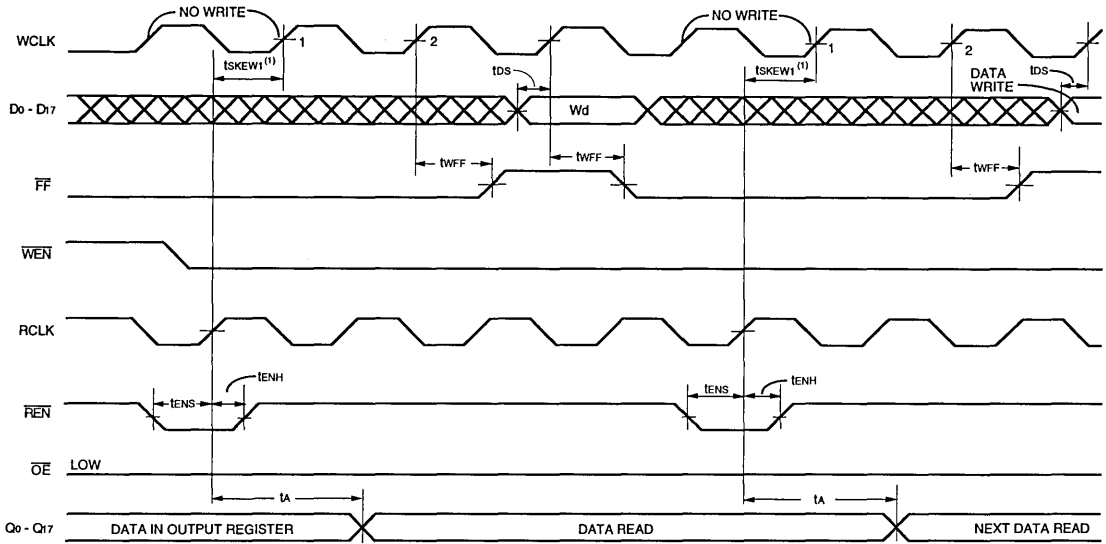 NO WRITE
NO WRITE
WCLK
1
2
1
2
tSKEW1(1)
tSKEW1(1)
tDS
tDS
DATA
WRITE
D0 - D17
Wd
tWFF
tWFF
tWFF
FF
WEN
RCLK
tENH
tENH
tENS
tENS
REN
OE
LOW
tA
tA
Q0 - Q17
DATA IN OUTPUT REGISTER
DATA READ
NEXT DATA READ